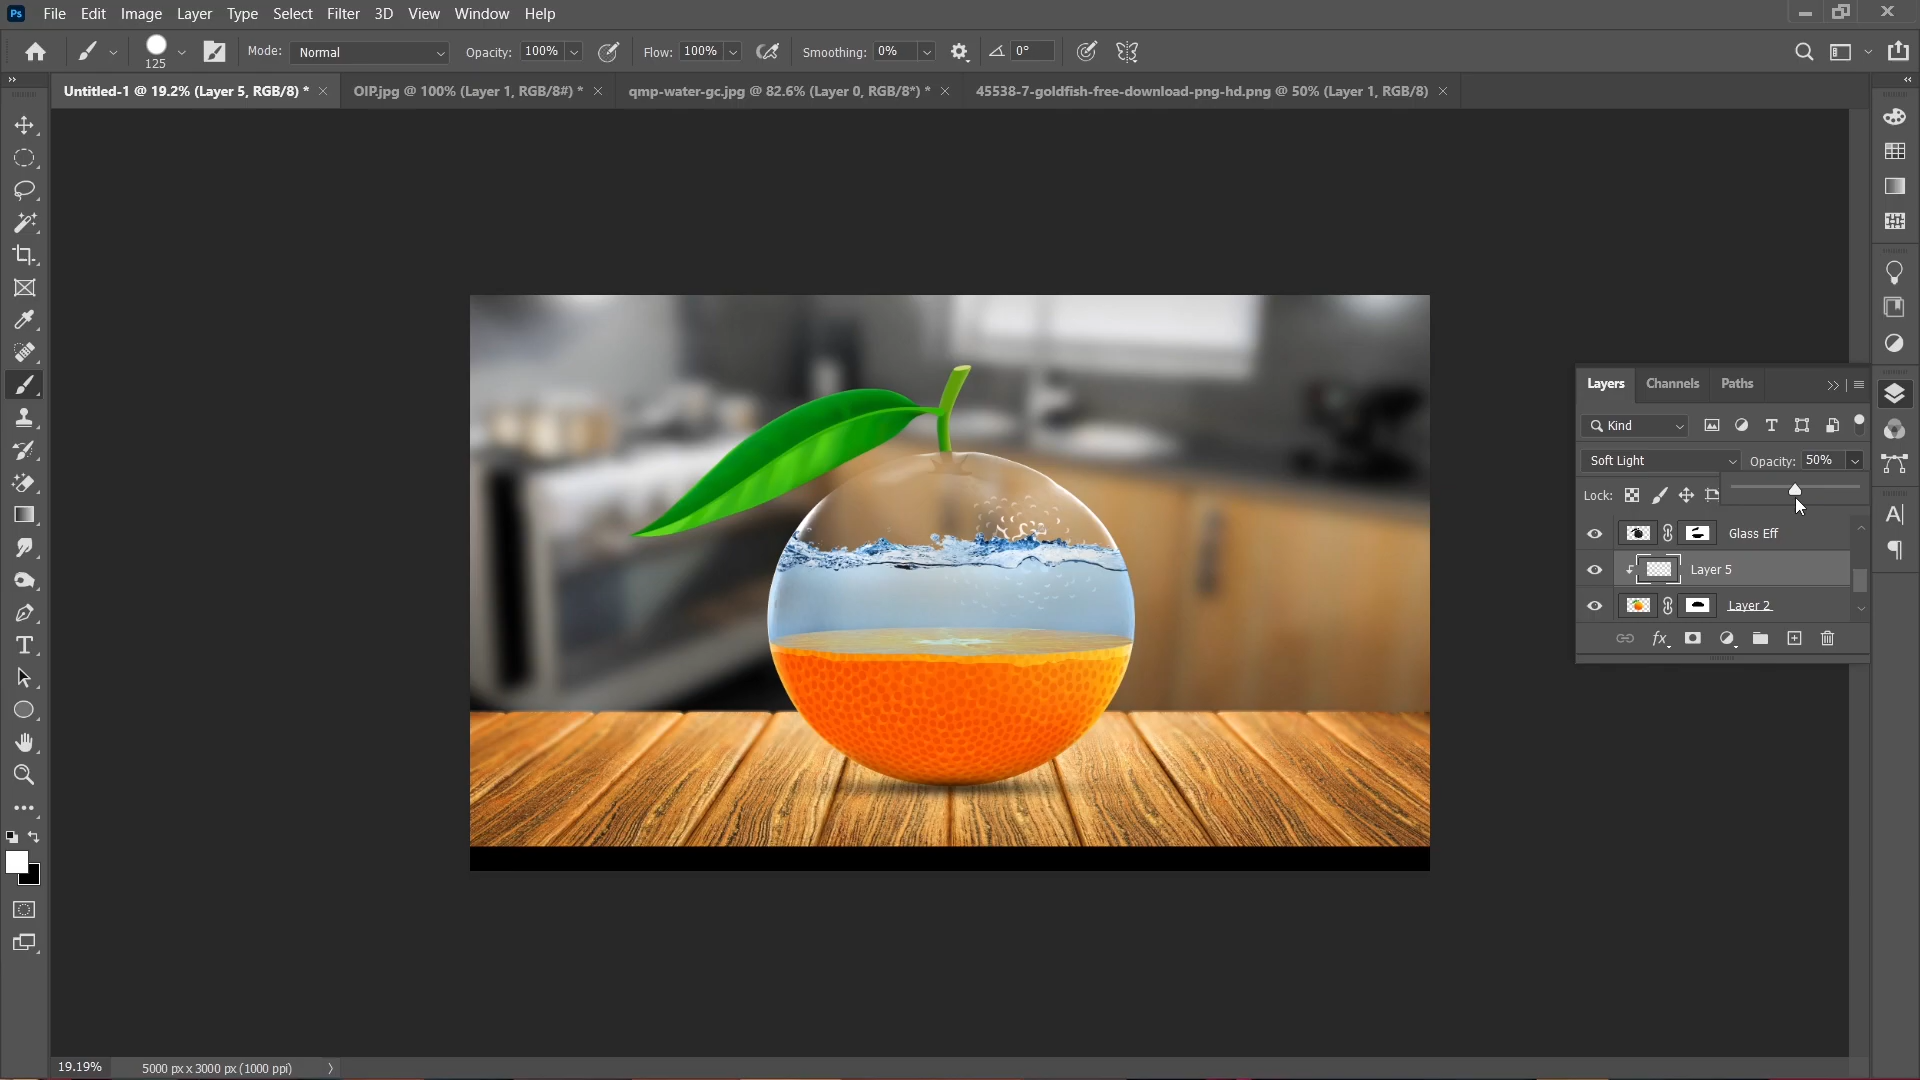 Ps File Edit Image Layer Type Select Filter 3D View Window Help
125 Mode: Normal Opacity: 100% Flow: 100% Smoothing: 0% 0°
Untitled-1 @ 19.2% (Layer 5, RGB/8) * OIP.jpg @ 100% (Layer 1, RGB/8#) * qmp-water-gc.jpg @ 82.6% (Layer 0, RGB/8*) * 45538-7-goldfish-free-download-png-hd.png @ 50% (Layer 1, RGB/8)
Layers Channels Paths
Kind
Soft Light Opacity: 50%
Lock:
Glass Eff
Layer 5
Layer 2
fx
19.19% 5000 px x 3000 px (1000 ppi)